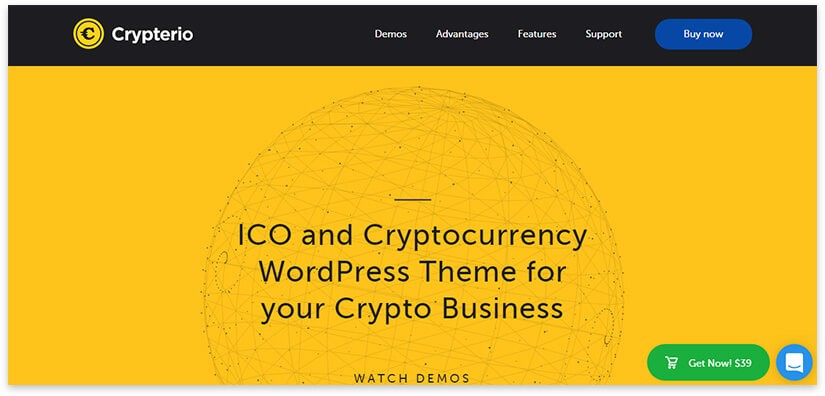 Crypterio
Demos
Advantages
Features
Support
Buy now
ICO and Cryptocurrency
WordPress Theme for
your Crypto Business
WATCH DEMOS
Get Now! $39